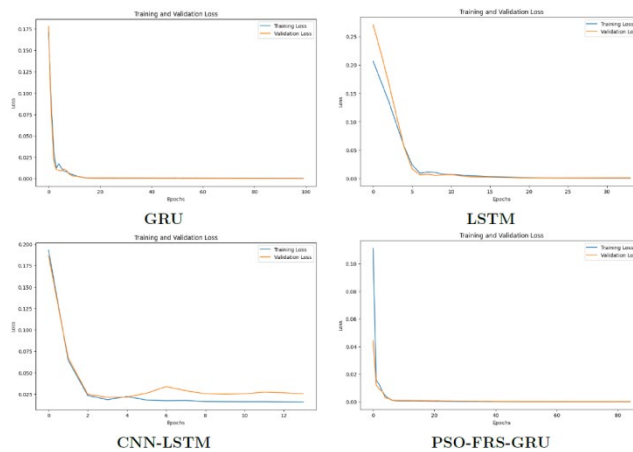 Training and Validation Loss
Training Loss
Validation Loss
Loss
0.175
0.150
0.125
0.100
0.075
0.050
0.025
0.000
0 20 40 60 80 100
Epochs
GRU
Training and Validation Loss
Training Loss
Validation Loss
Loss
0.25
0.20
0.15
0.10
0.05
0.00
0 5 10 15 20 25 30
Epochs
LSTM
Training and Validation Loss
Training Loss
Validation Loss
Loss
0.200
0.175
0.150
0.125
0.100
0.075
0.050
0.025
0 2 4 6 8 10 12
Epochs
CNN-LSTM
Training and Validation Loss
Training Loss
Validation Loss
Loss
0.10
0.08
0.06
0.04
0.02
0.00
0 20 40 60 80
Epochs
PSO-FRS-GRU